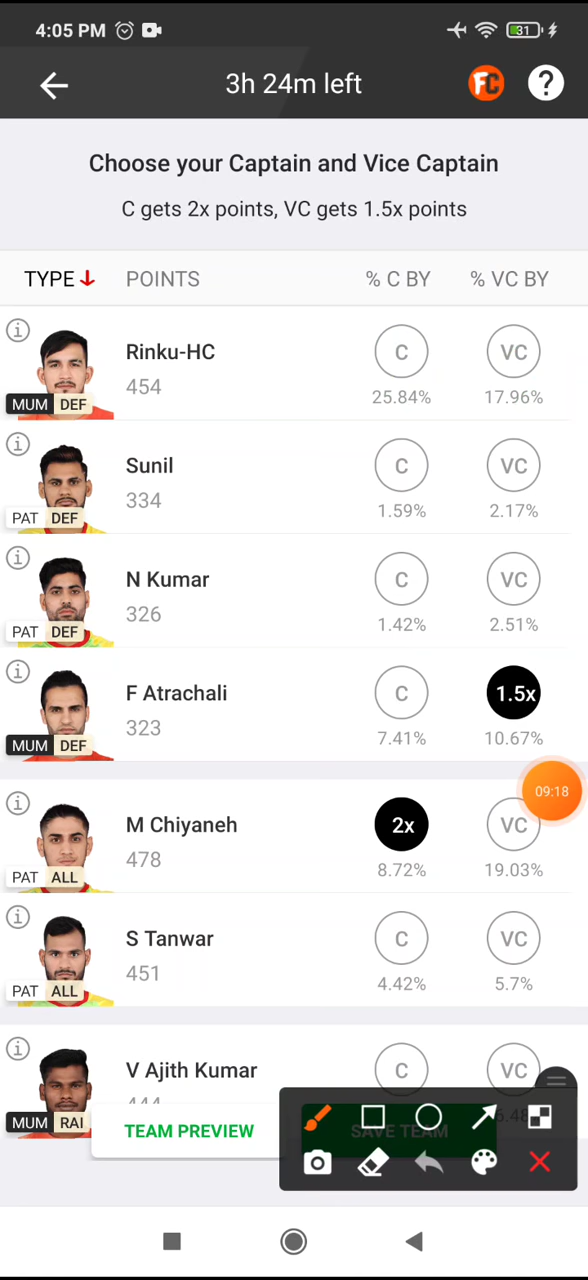 4:05 PM
31
3h 24m left
FC
?
Choose your Captain and Vice Captain
C gets 2x points, VC gets 1.5x points
TYPE POINTS % C BY % VC BY
Rinku-HC
454
C
VC
25.84%
17.96%
MUM DEF
Sunil
334
C
VC
1.59%
2.17%
PAT DEF
N Kumar
326
C
VC
1.42%
2.51%
PAT DEF
F Atrachali
323
C
1.5x
7.41%
10.67%
MUM DEF
09:18
M Chiyaneh
478
2x
VC
8.72%
19.03%
PAT ALL
S Tanwar
451
C
VC
4.42%
5.7%
PAT ALL
V Ajith Kumar
C
VC
MUM RAI
TEAM PREVIEW
SAVE TEAM